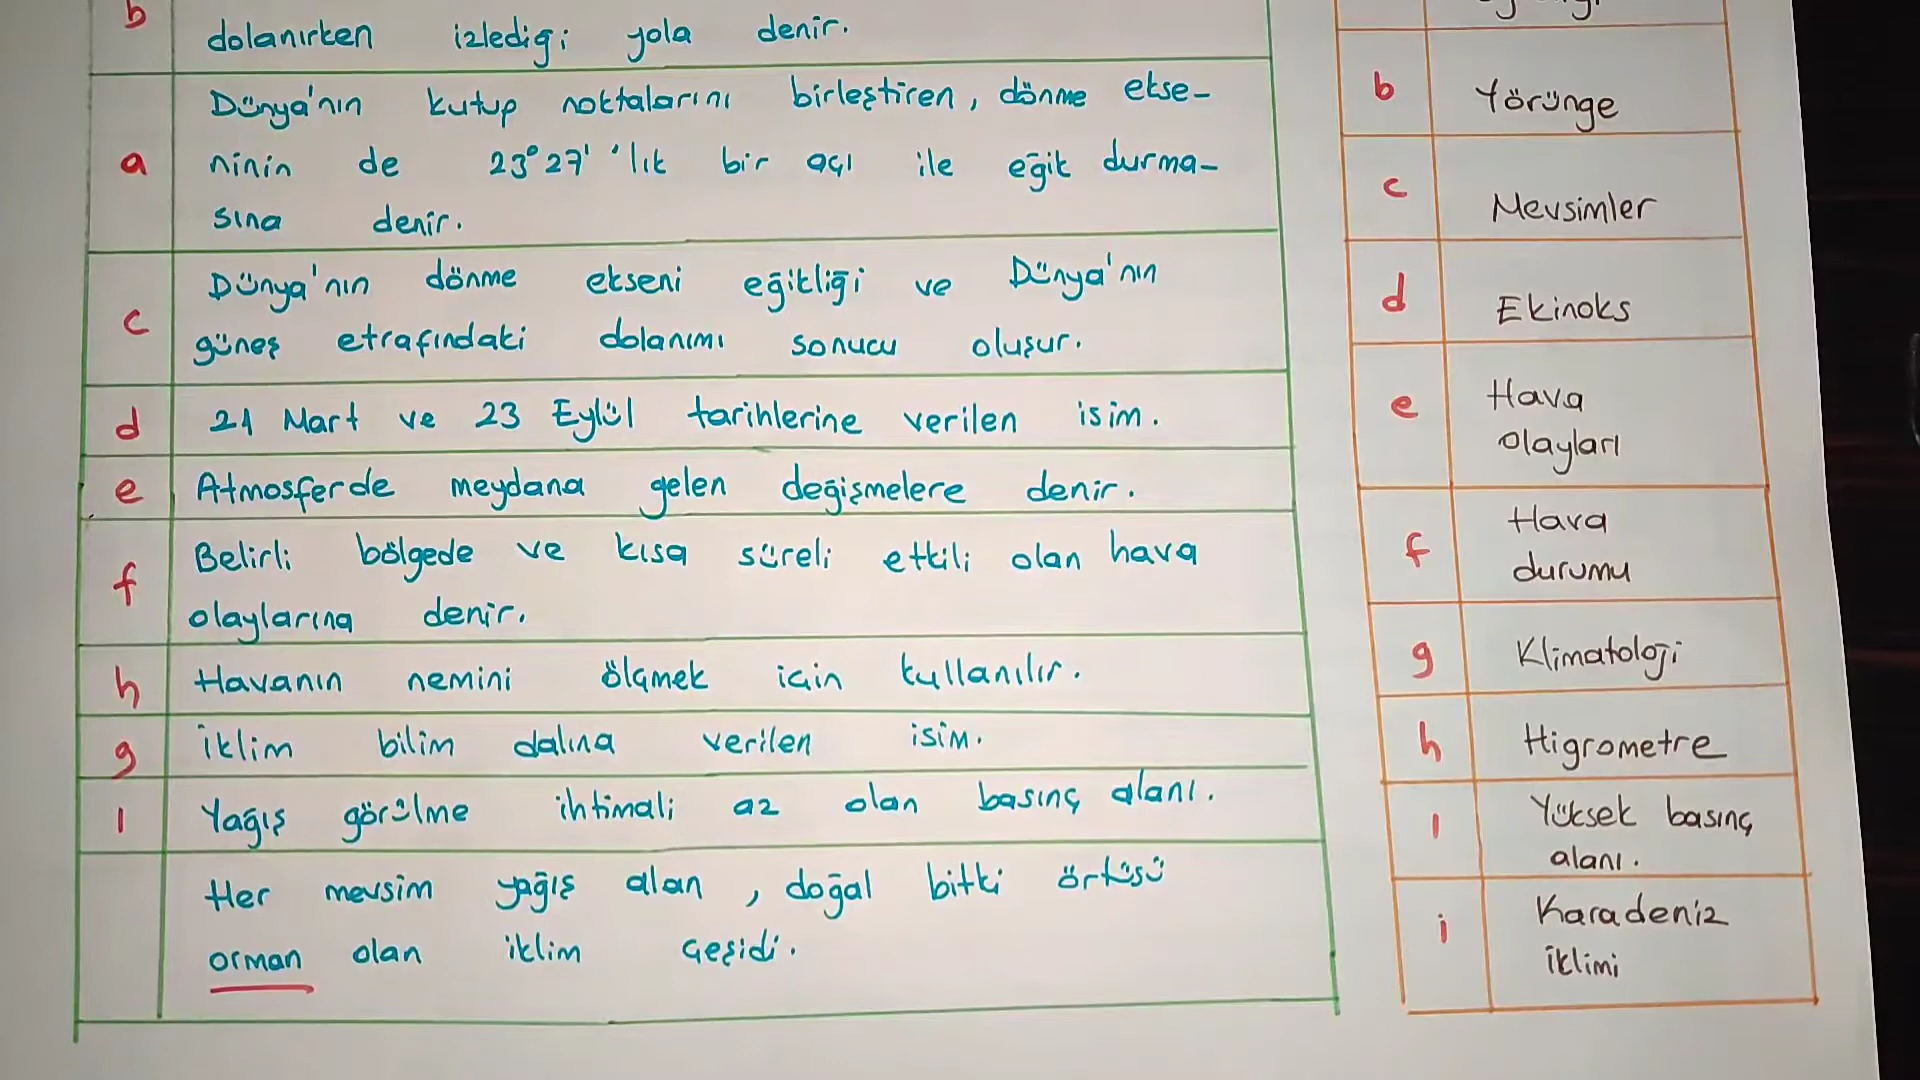 b
dolanırken izlediği yola denir.
a
Dünya'nın kutup noktalarını birleştiren, dönme ekse-
ninin de 23°27' 'lık bir açı ile eğik durma-
sına denir.
c
Dünya'nın dönme ekseni eğikliği ve Dünya'nın
güneş etrafındaki dolanımı sonucu oluşur.
d
21 Mart ve 23 Eylül tarihlerine verilen isim.
e
Atmosferde meydana gelen değişmelere denir.
f
Belirli bölgede ve kısa süreli etkili olan hava
olaylarına denir.
h
Havanın nemini ölçmek için kullanılır.
g
İklim bilim dalına verilen isim.
ı
Yağış görülme ihtimali az olan basınç alanı.
Her mevsim yağış alan, doğal bitki örtüsü
orman olan iklim çeşidi.
b
Yörünge
c
Mevsimler
d
Ekinoks
e
Hava
olayları
f
Hava
durumu
g
Klimatoloji
h
Higrometre
ı
Yüksek basınç
alanı.
i
Karadeniz
iklimi